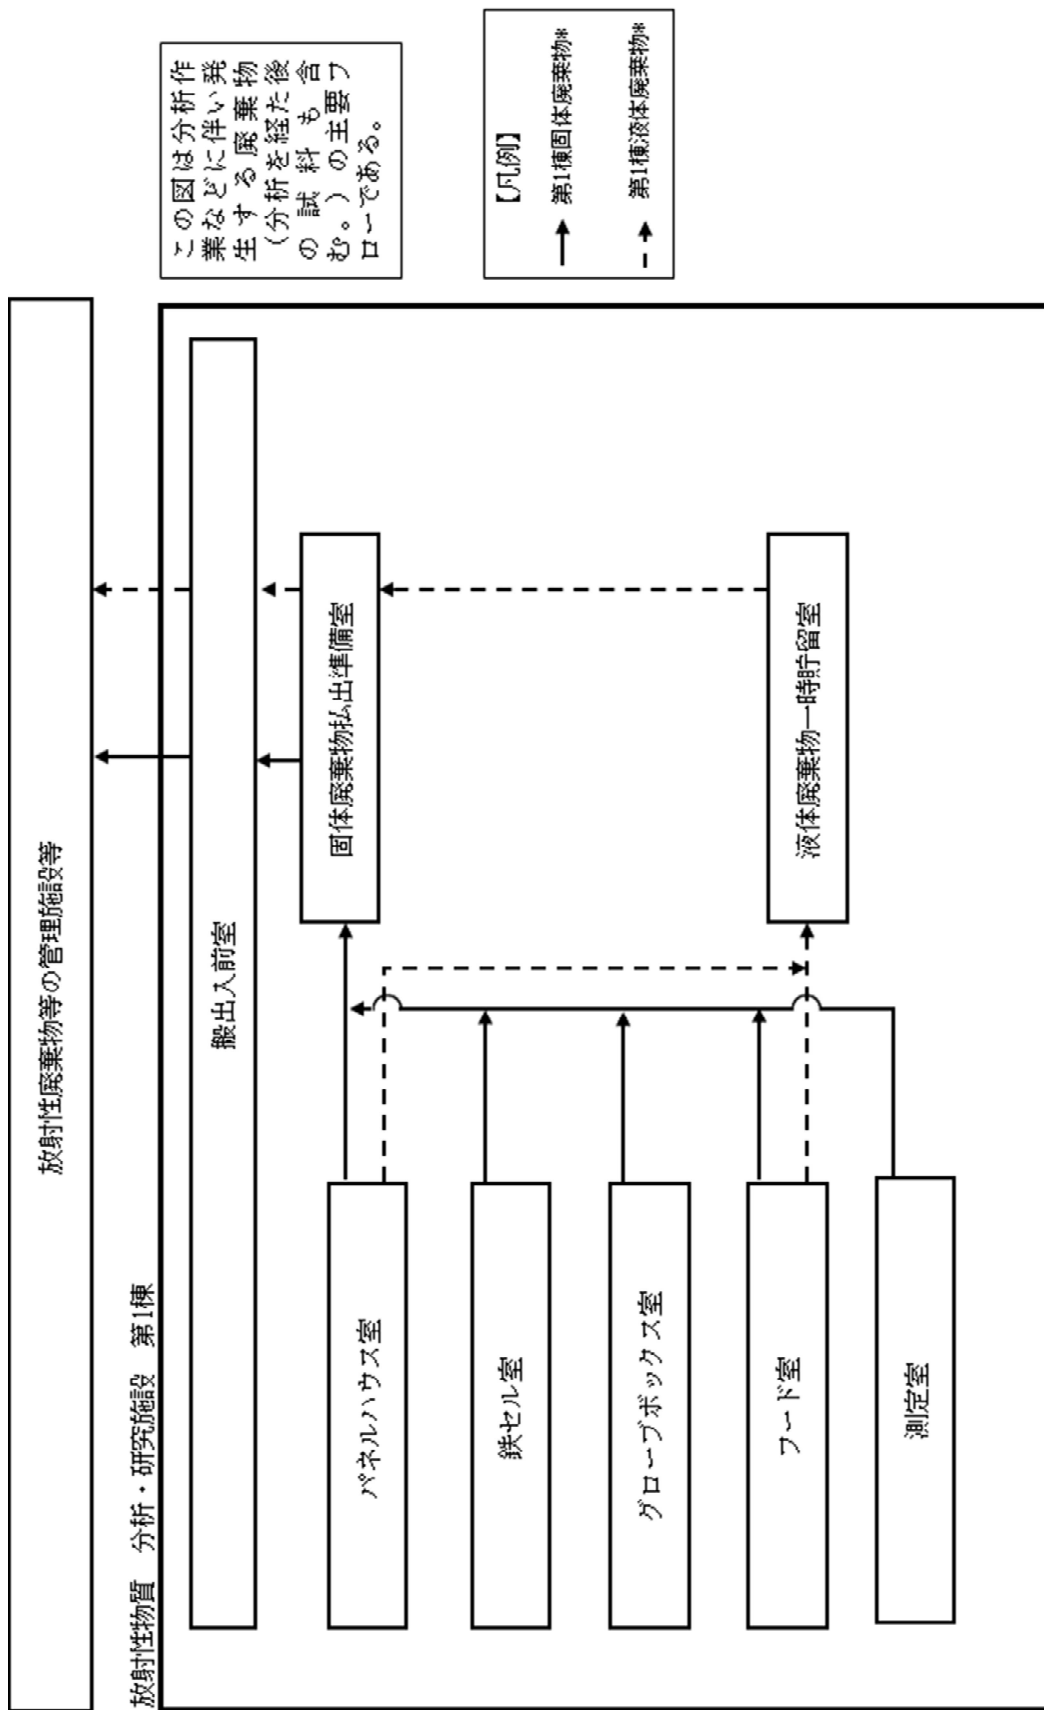 放射性廃棄物等の管理施設等
放射性物質　分析・研究施設　第1棟
搬出入前室
パネルハウス室
鉄セル室
グローブボックス室
フード室
測定室
固体廃棄物払出準備室
液体廃棄物一時貯留室
この図は分析作
業などに伴い発
生する廃棄物
（分析を経た後
の試料も含
む。）の主要フ
ローである。
【凡例】
第1棟固体廃棄物※
第1棟液体廃棄物※